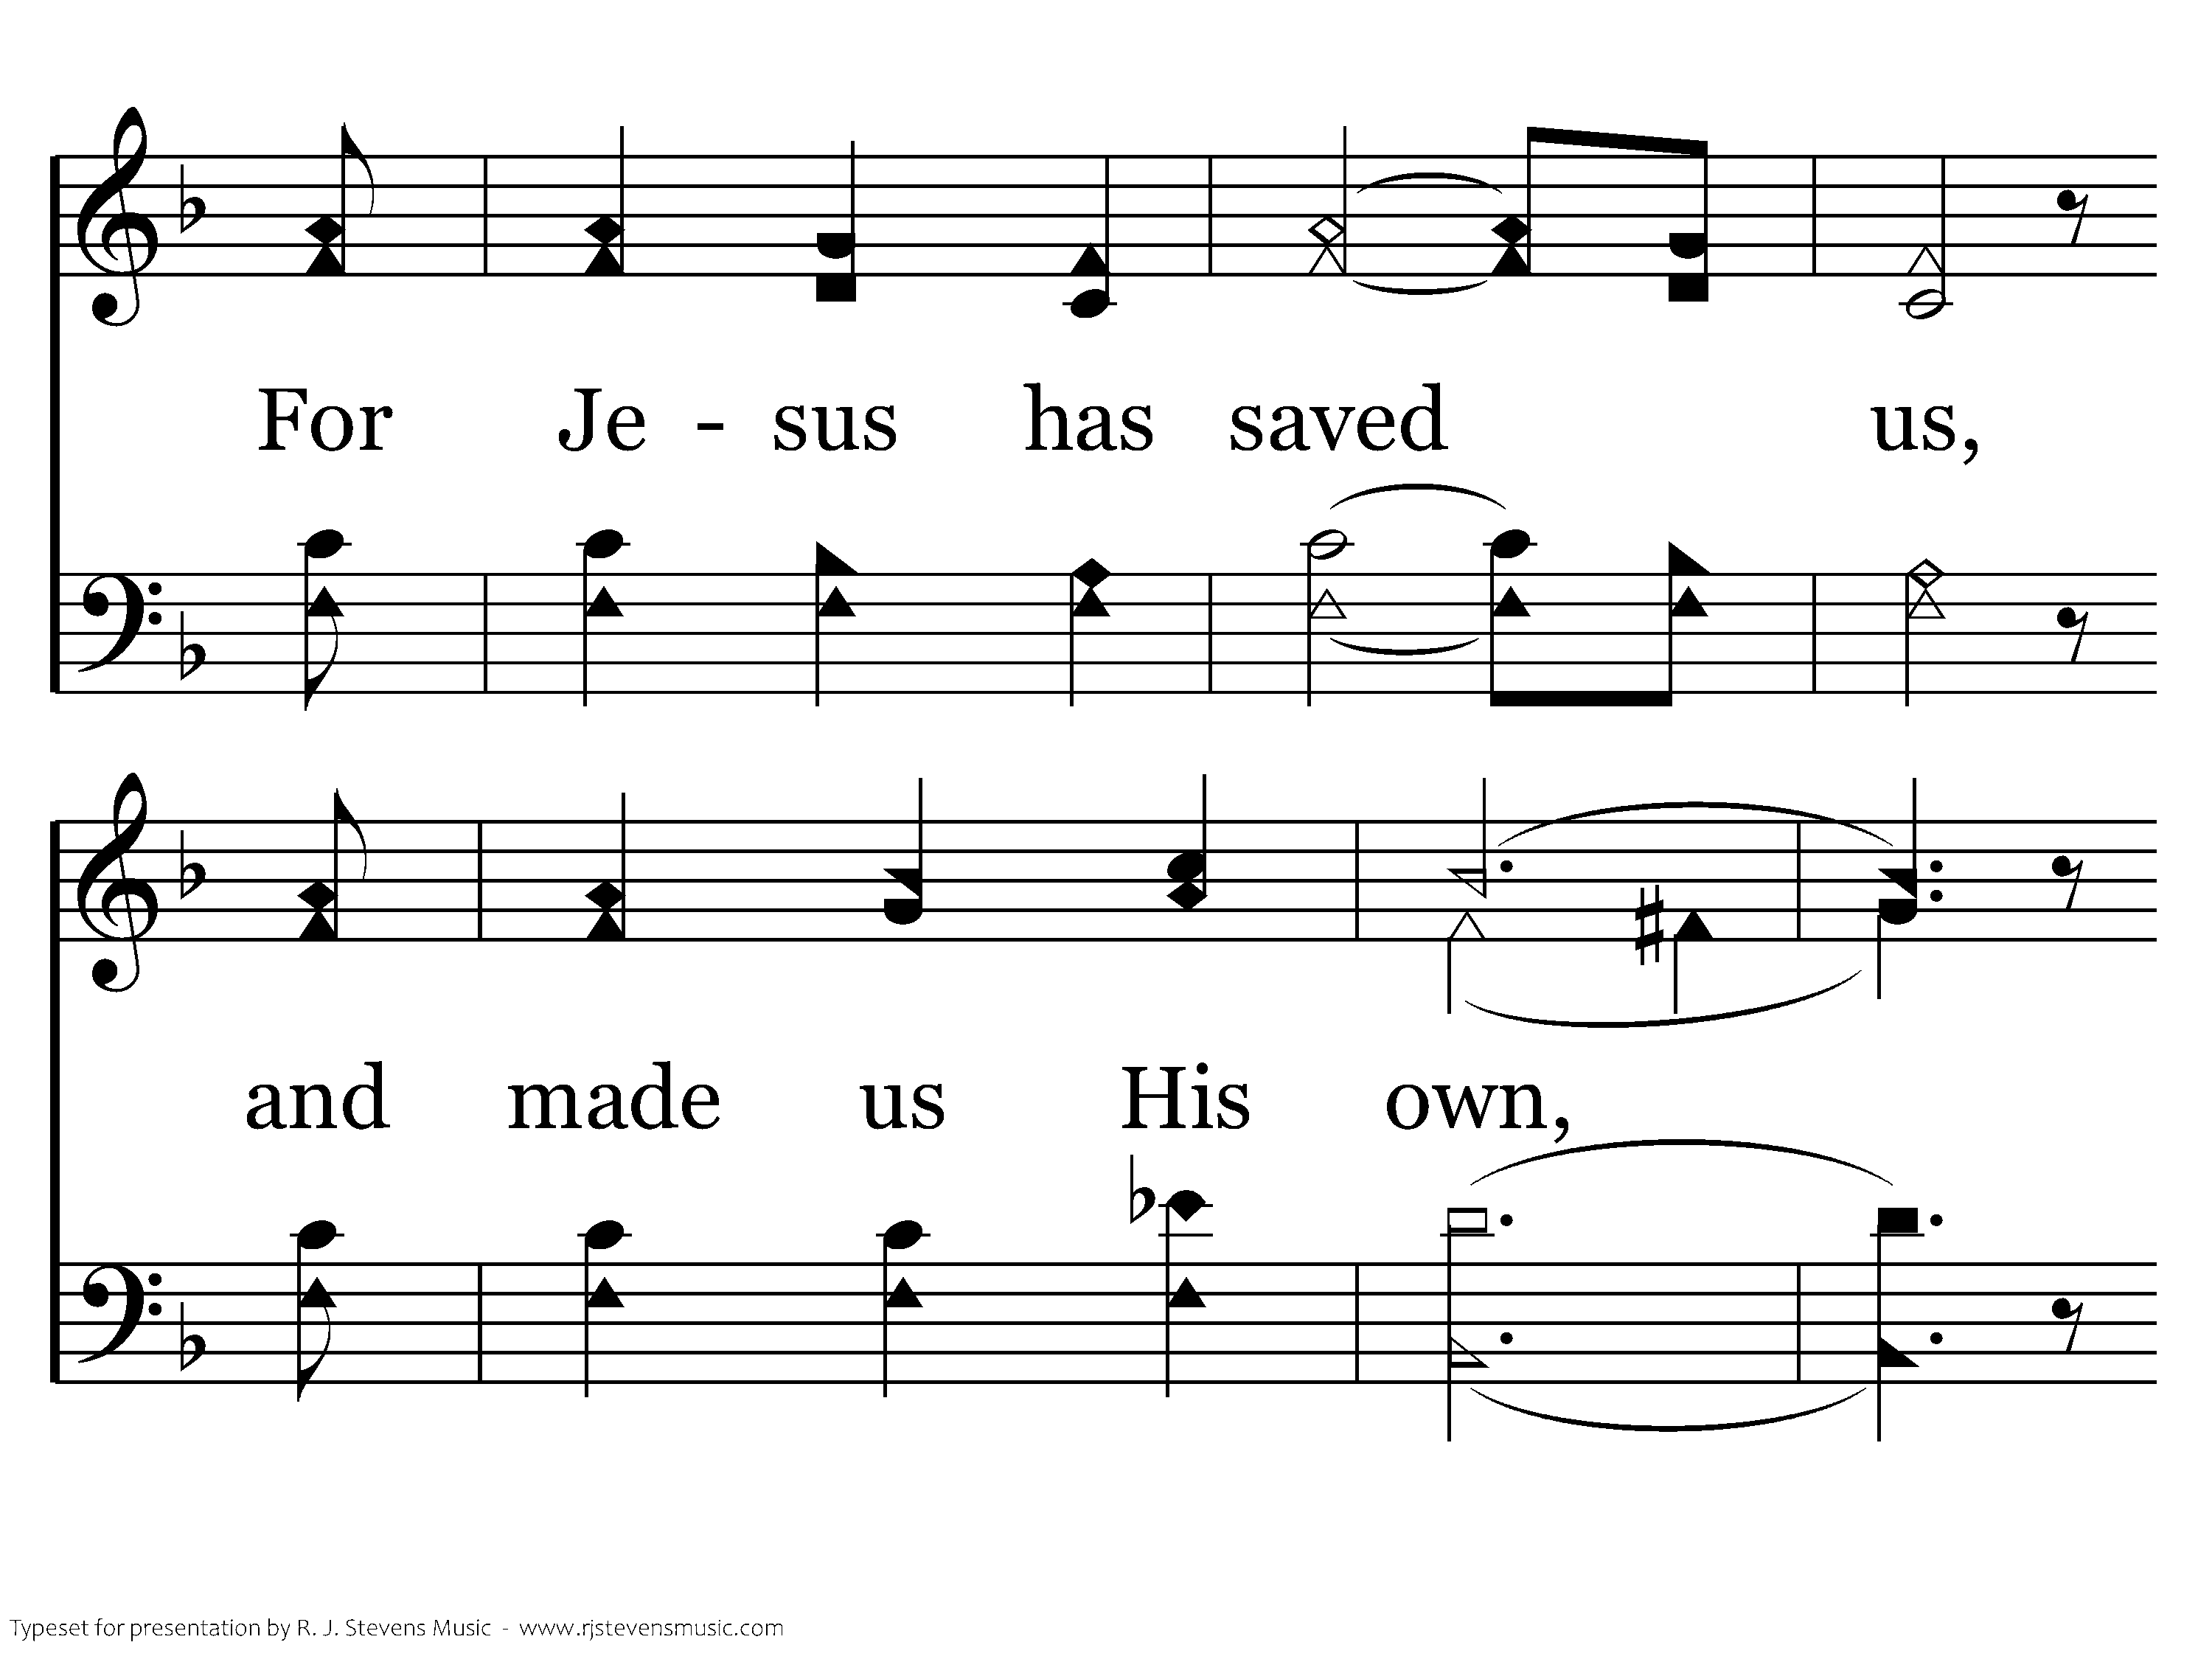 For Je - sus has saved us,
and made us His own,
Typeset for presentation by R. J. Stevens Music - www.rjstevensmusic.com